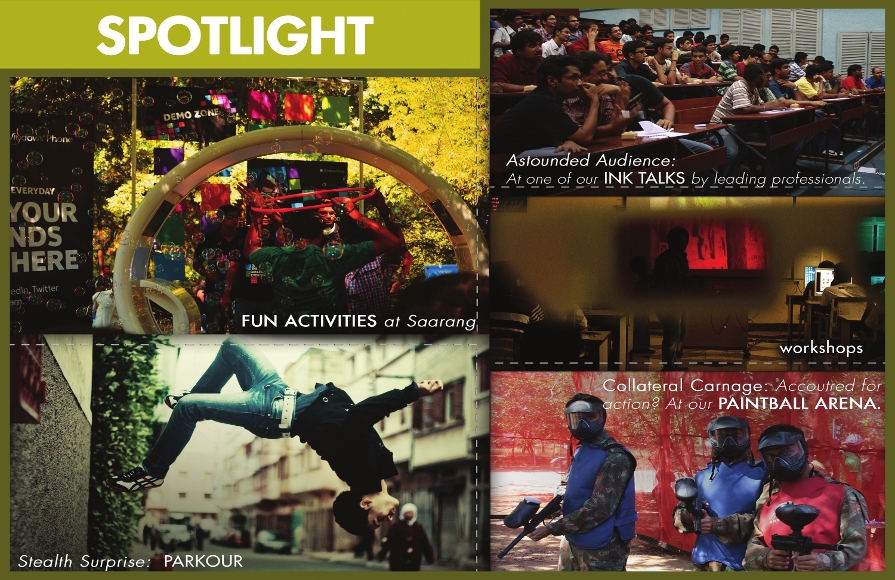 SPOTLIGHT
DEMO ZONE
EVERYDAY
YOUR
HERE
Twitter
FUN ACTIVITIES at Saarang
Stealth Surprise: PARKOUR
Astounded Audience:
At one of our INK TALKS by leading professionals.
workshops
Collateral Carnage: Accoutred for
action? At our PAINTBALL ARENA.